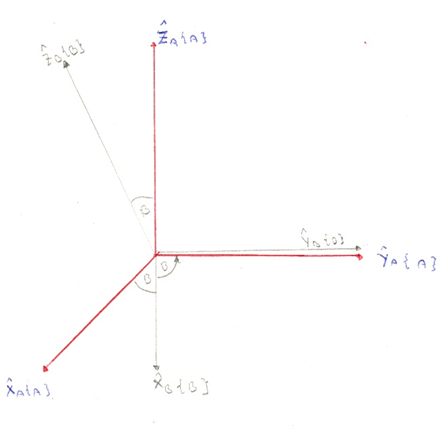 Ẑ_A{A}
Ẑ_B{B}
θ
Ŷ_B{B}
Ŷ_A{A}
θ
θ
X̂_A{A}
X̂_B{B}